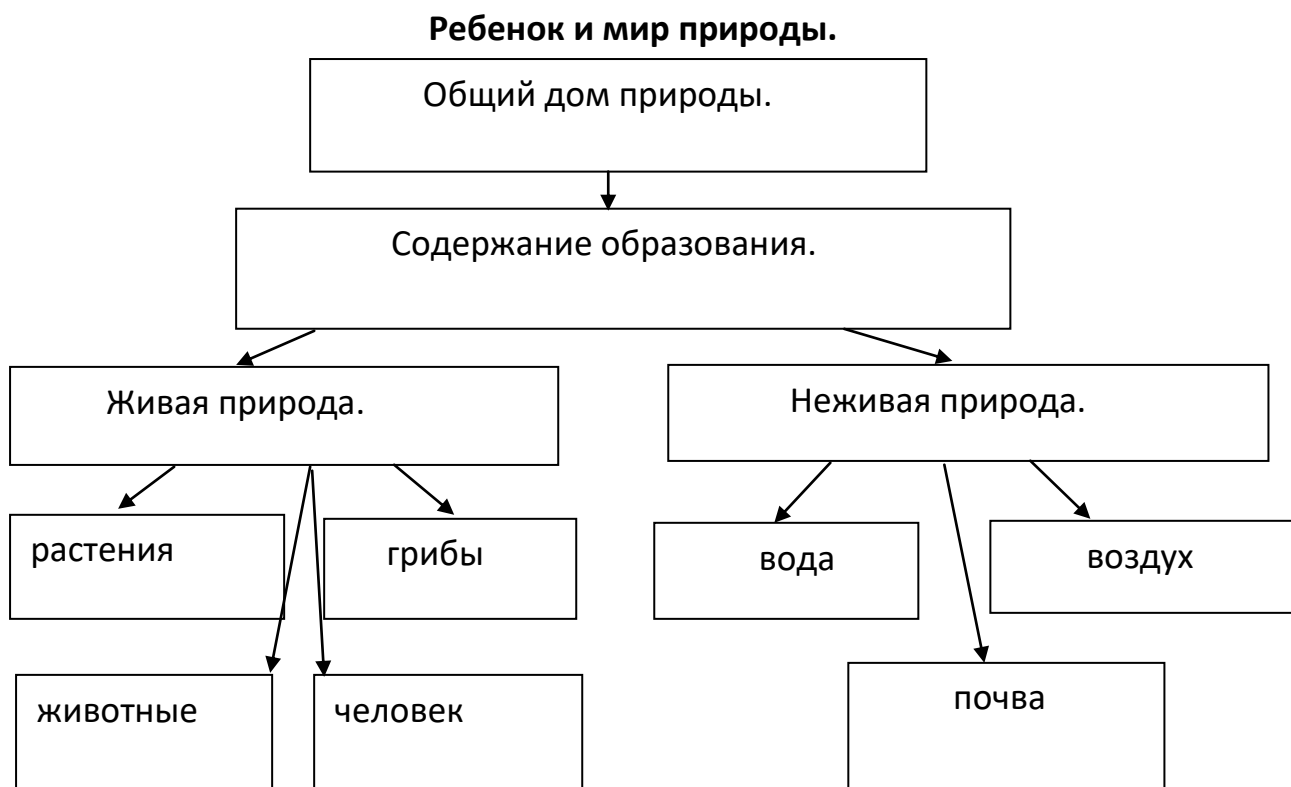 Ребенок и мир природы.
Общий дом природы.
Содержание образования.
Живая природа.
Неживая природа.
растения
грибы
вода
воздух
животные
человек
почва